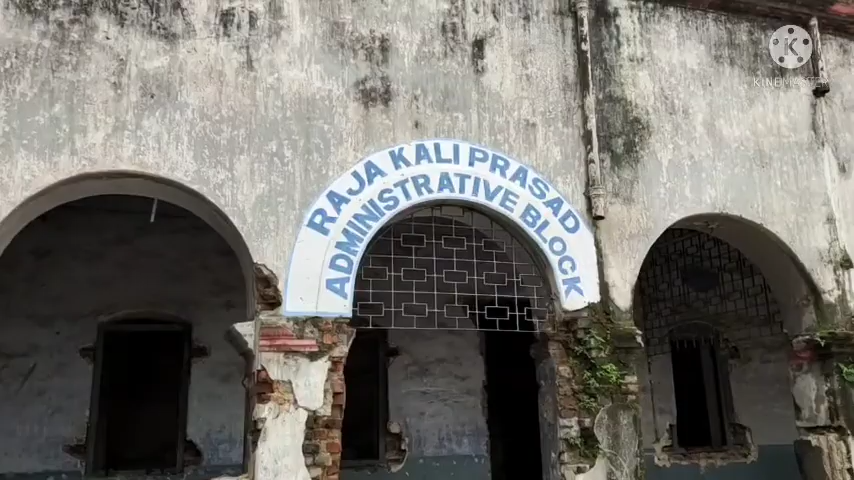 RAJA KALI PRASAD
ADMINISTRATIVE BLOCK
K
KINEMASTER